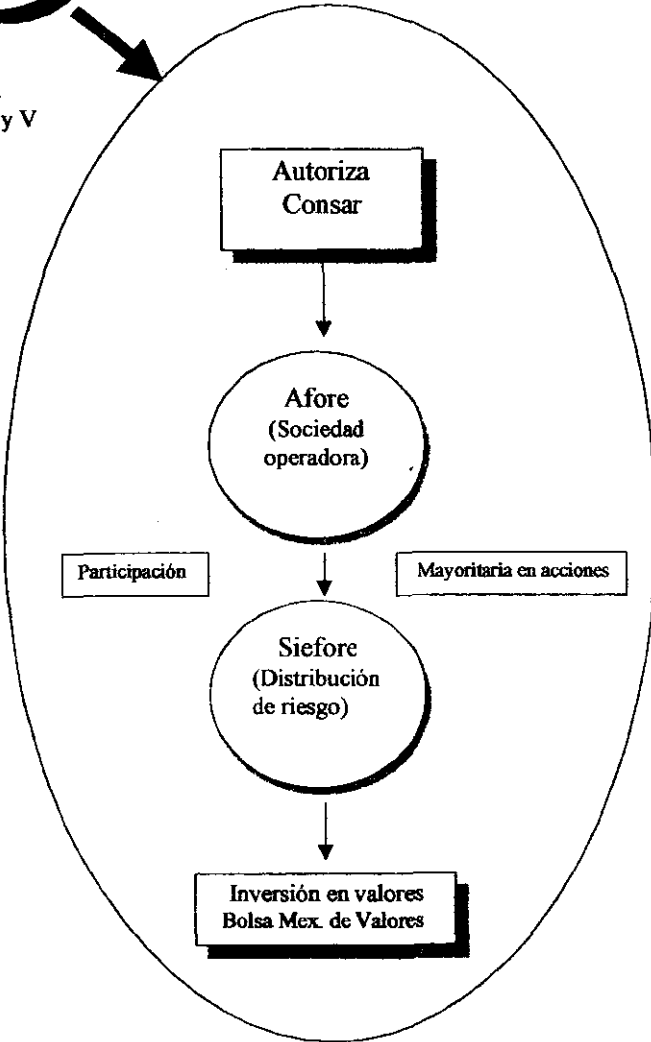 y V
Autoriza
Consar
Afore
(Sociedad
operadora)
Participación
Mayoritaria en acciones
Siefore
(Distribución
de riesgo)
Inversión en valores
Bolsa Mex. de Valores